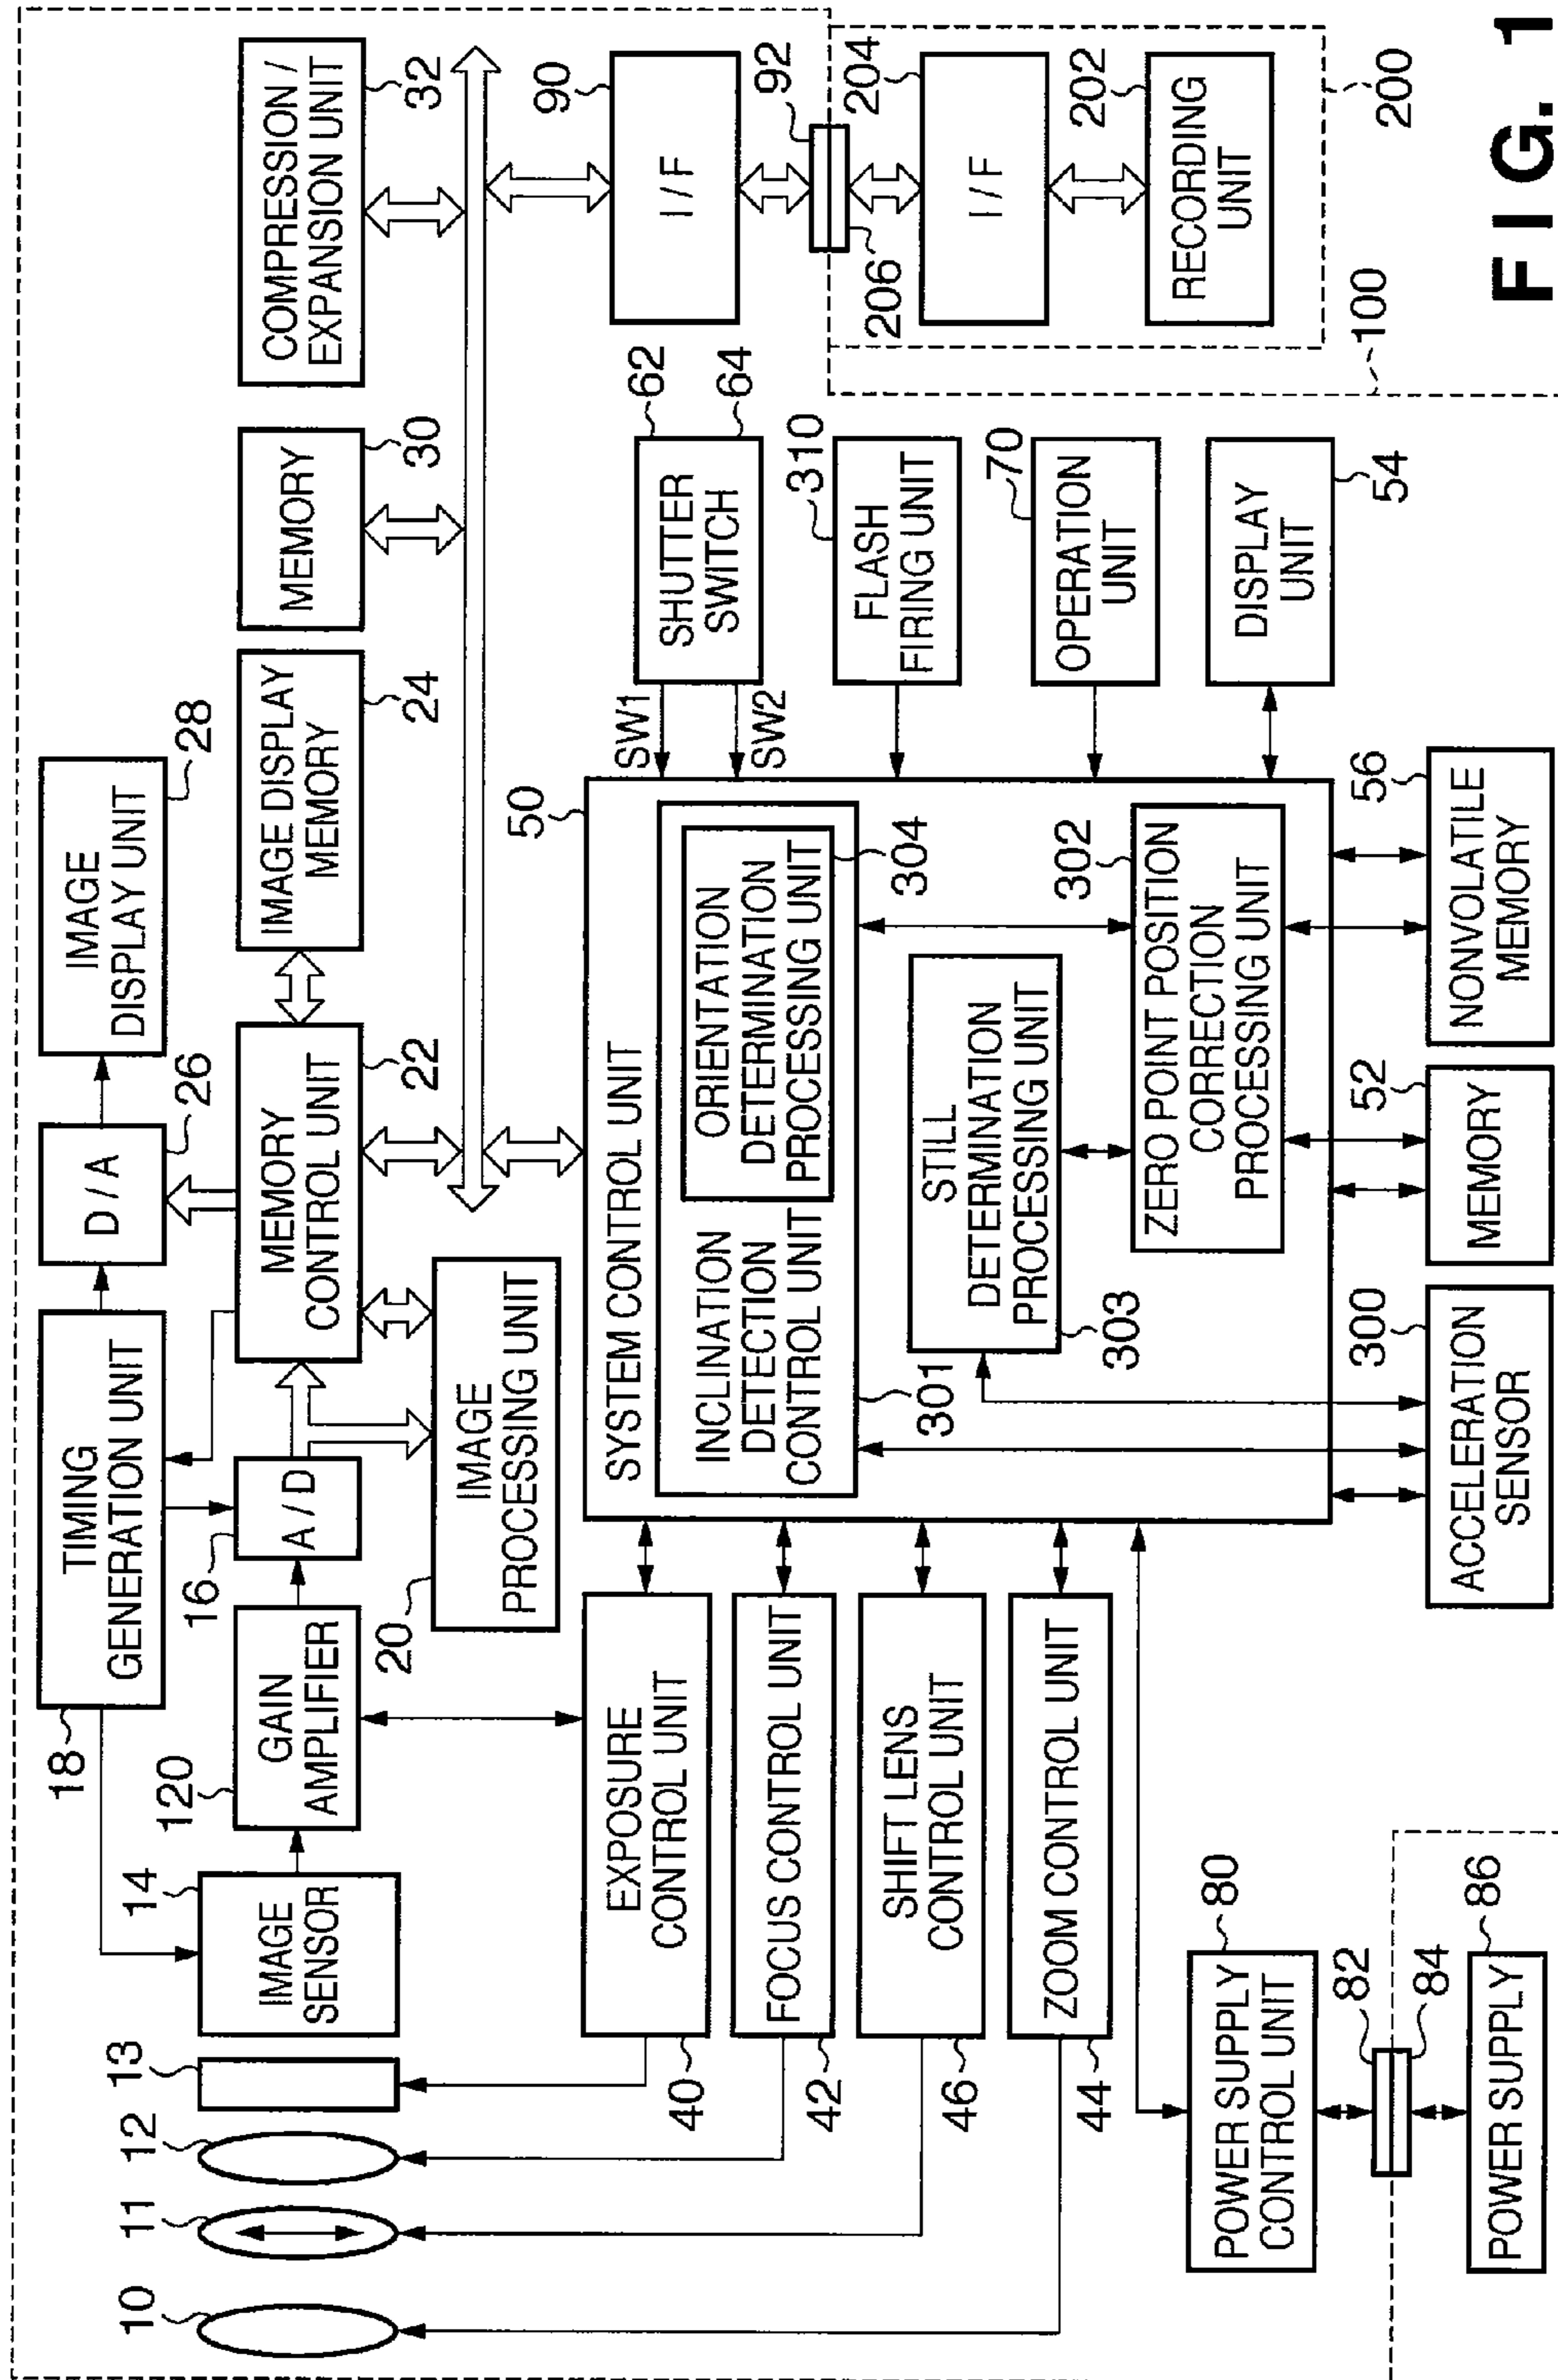 10
11
12
13
14
IMAGE
SENSOR
120
GAIN
AMPLIFIER
18
TIMING
GENERATION UNIT
16
A / D
20
IMAGE
PROCESSING UNIT
26
D / A
MEMORY
CONTROL UNIT
22
IMAGE
DISPLAY UNIT
28
IMAGE DISPLAY
MEMORY
24
MEMORY
30
COMPRESSION /
EXPANSION UNIT
32
EXPOSURE
CONTROL UNIT
40
FOCUS CONTROL UNIT
42
SHIFT LENS
CONTROL UNIT
46
ZOOM CONTROL UNIT
44
50
SYSTEM CONTROL UNIT
INCLINATION
DETECTION
CONTROL UNIT
301
ORIENTATION
DETERMINATION
PROCESSING UNIT
304
STILL
DETERMINATION
PROCESSING UNIT
303
302
ZERO POINT POSITION
CORRECTION
PROCESSING UNIT
SW1
SW2
SHUTTER
SWITCH
62
64
FLASH
FIRING UNIT
310
OPERATION
UNIT
70
DISPLAY
UNIT
54
90
I / F
92
206
204
I / F
202
RECORDING
UNIT
200
100
POWER SUPPLY
CONTROL UNIT
80
82
84
POWER SUPPLY
86
ACCELERATION
SENSOR
300
MEMORY
52
NONVOLATILE
MEMORY
56
FIG. 1